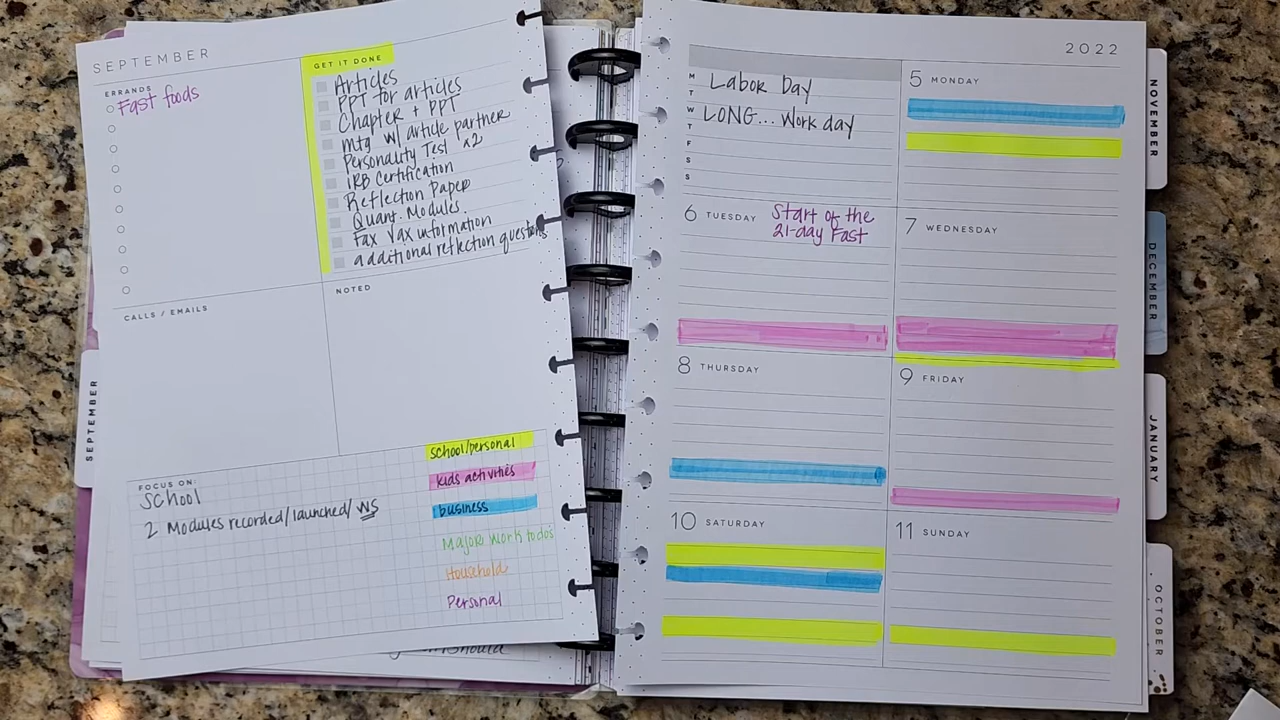 SEPTEMBER
ERRANDS
Fast foods
GET IT DONE
Articles
PPT for articles
Chapter + PPT
mtg w/ article partner
Personality Test x2
IRB Certification
Reflection Paper
Quant. Modules
Fax Vax information
additional reflection questions
CALLS / EMAILS
NOTED
FOCUS ON:
School
2 Modules recorded/launched/WS
school/personal
kids activities
business
Major work todos
Household
Personal
SEPTEMBER
2022
M Labor Day
T
W LONG... Work day
T
F
S
5 MONDAY
6 TUESDAY
Start of the
21-day Fast
7 WEDNESDAY
8 THURSDAY
9 FRIDAY
10 SATURDAY
11 SUNDAY
NOVEMBER
DECEMBER
JANUARY
OCTOBER